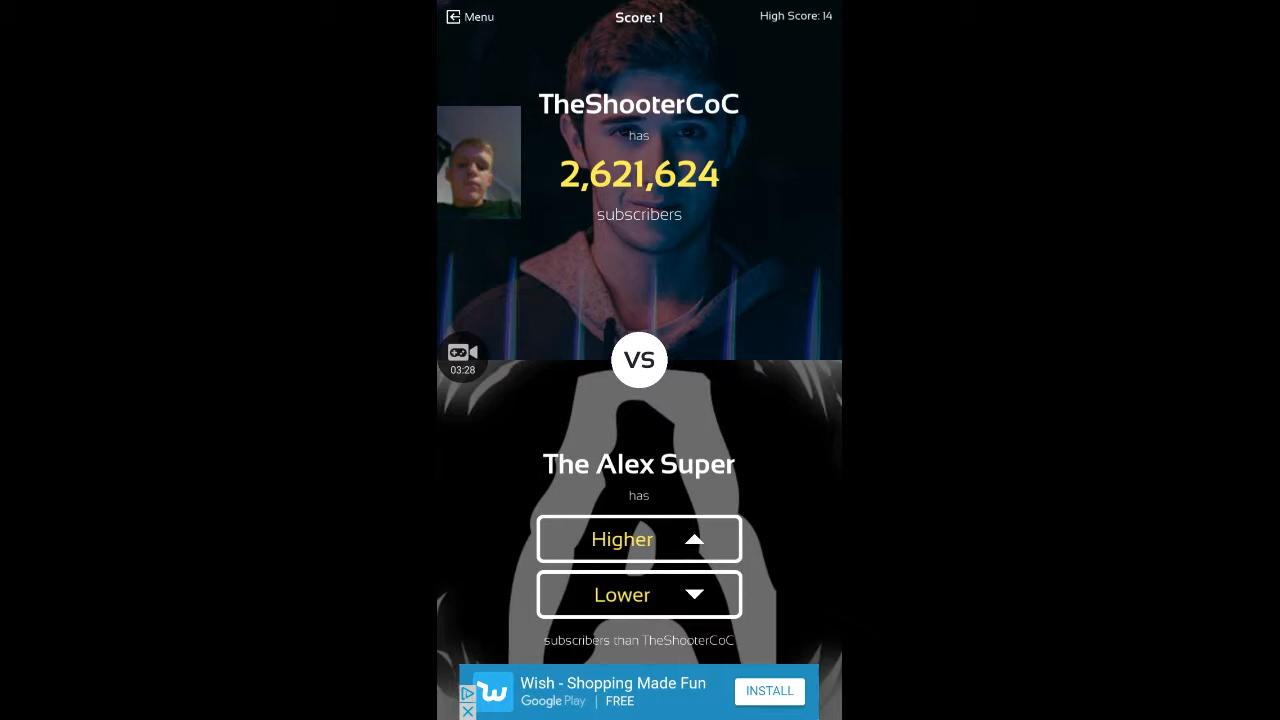 Menu
Score: 1
High Score: 14
TheShooterCoC
has
2,621,624
subscribers
03:28
VS
The Alex Super
has
Higher
Lower
subscribers than TheShooterCoC
Wish - Shopping Made Fun
Google Play | FREE
INSTALL